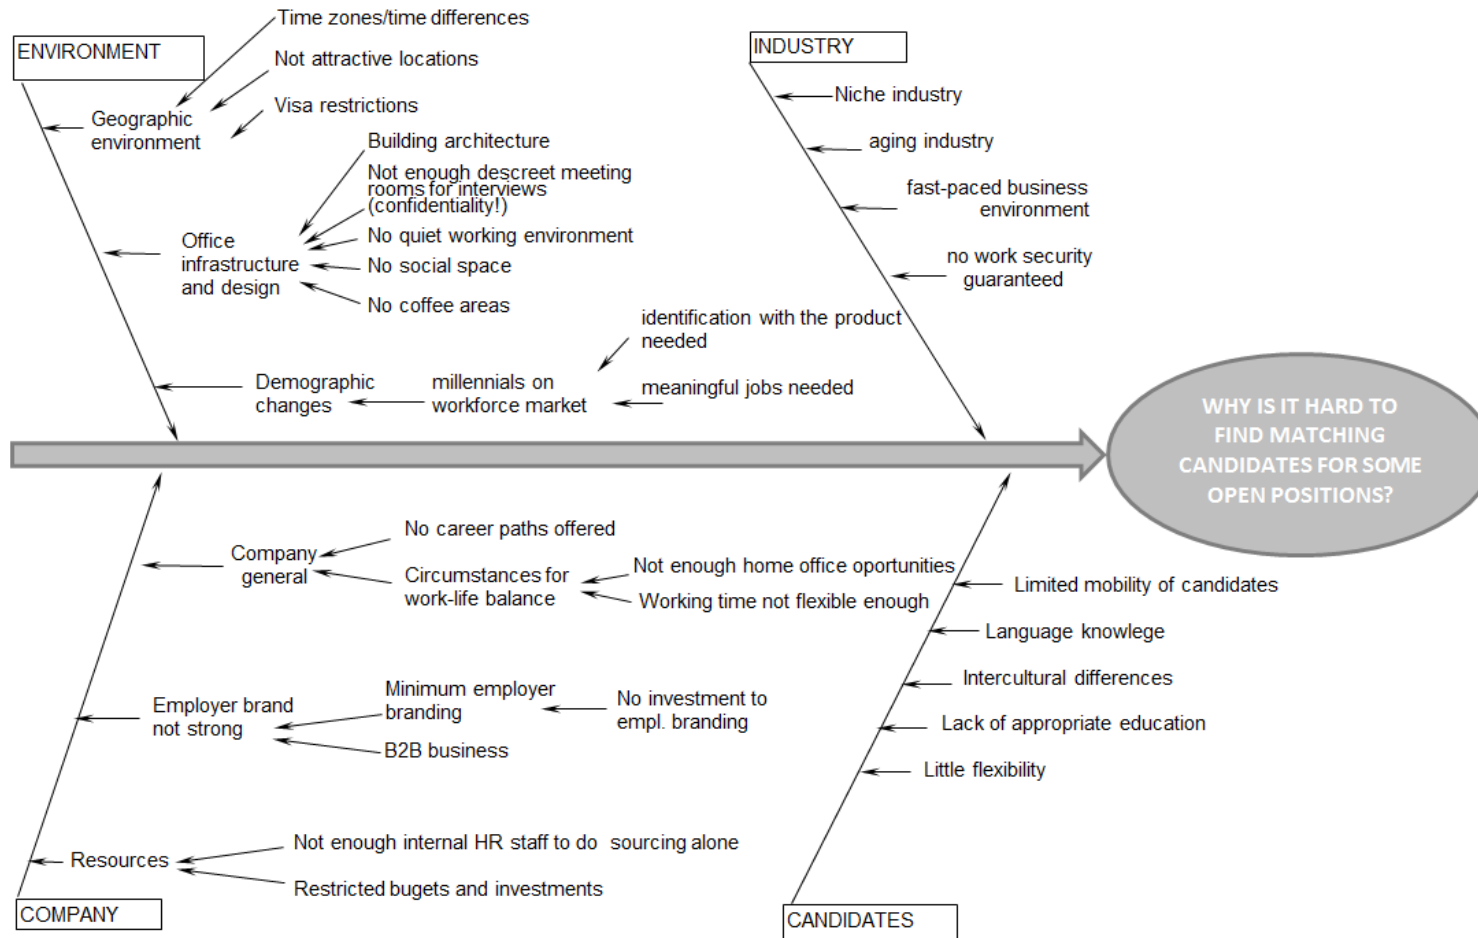 ENVIRONMENT
Time zones/time differences
Not attractive locations
Visa restrictions
Geographic
environment
Building architecture
Not enough descreet meeting
rooms for interviews
(confidentiality!)
No quiet working environment
No social space
No coffee areas
Office
infrastructure
and design
identification with the product
needed
meaningful jobs needed
millennials on
workforce market
Demographic
changes
INDUSTRY
Niche industry
aging industry
fast-paced business
environment
no work security
guaranteed
WHY IS IT HARD TO
FIND MATCHING
CANDIDATES FOR SOME
OPEN POSITIONS?
No career paths offered
Company
general
Circumstances for
work-life balance
Not enough home office oportunities
Working time not flexible enough
Employer brand
not strong
Minimum employer
branding
No investment to
empl. branding
B2B business
Resources
Not enough internal HR staff to do sourcing alone
Restricted bugets and investments
COMPANY
Limited mobility of candidates
Language knowlege
Intercultural differences
Lack of appropriate education
Little flexibility
CANDIDATES